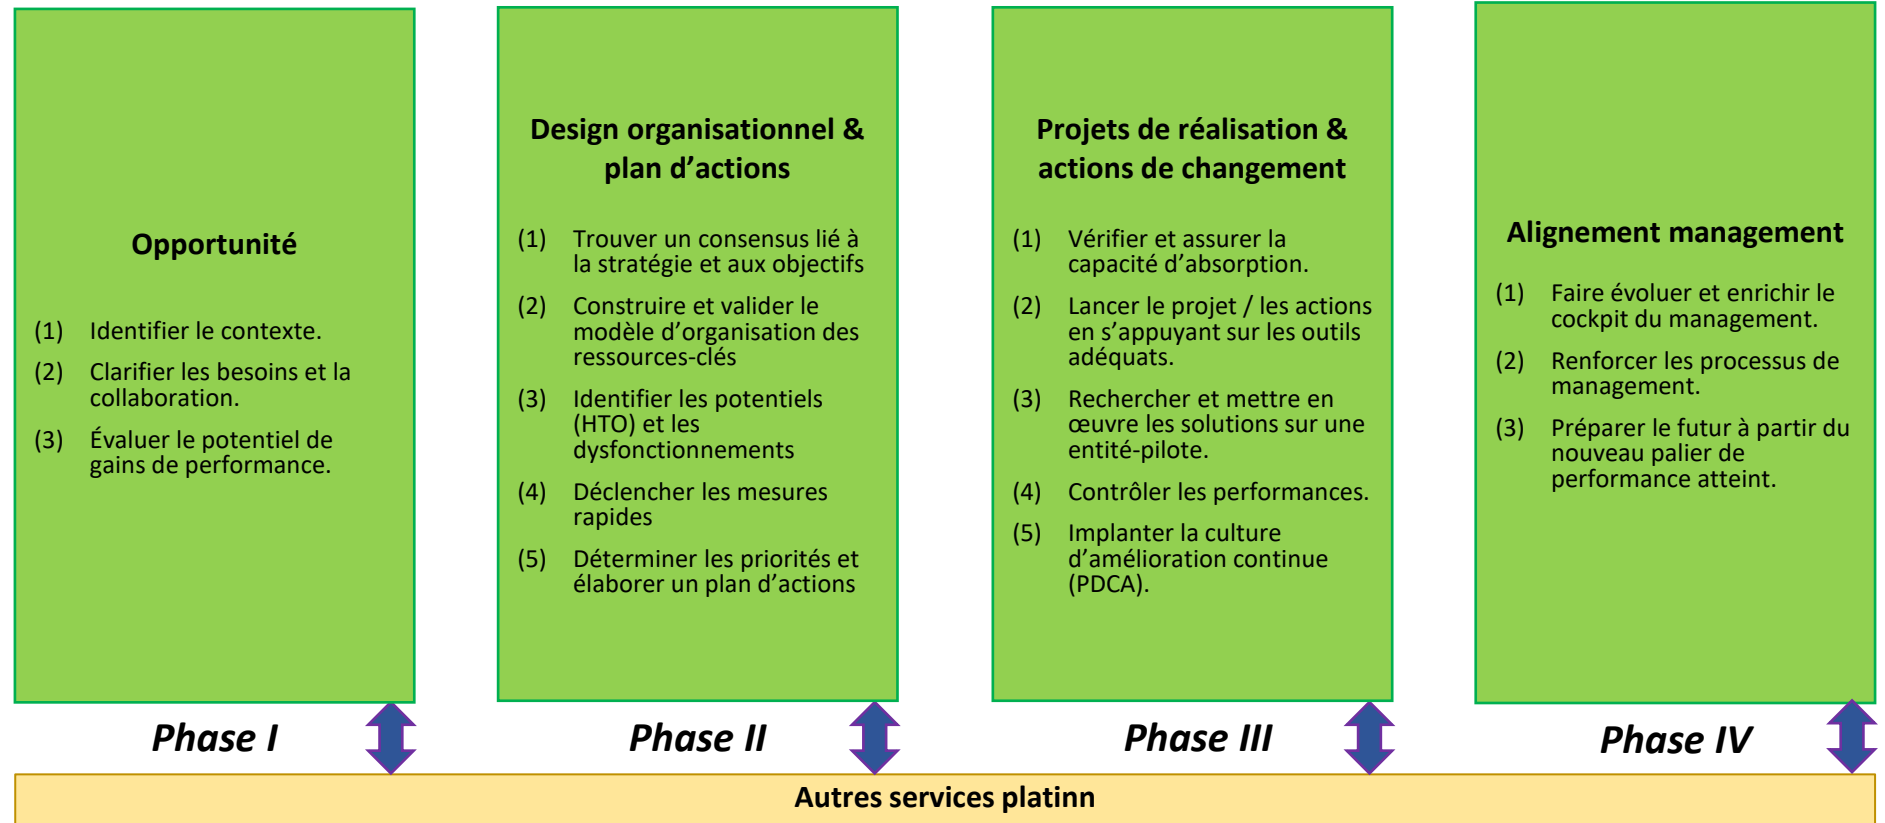 Opportunité
(1) Identifier le contexte.
(2) Clarifier les besoins et la
collaboration.
(3) Évaluer le potentiel de
gains de performance.
Phase I
Design organisationnel &
plan d’actions
(1) Trouver un consensus lié à
la stratégie et aux objectifs
(2) Construire et valider le
modèle d’organisation des
ressources-clés
(3) Identifier les potentiels
(HTO) et les
dysfonctionnements
(4) Déclencher les mesures
rapides
(5) Déterminer les priorités et
élaborer un plan d’actions
Phase II
Projets de réalisation &
actions de changement
(1) Vérifier et assurer la
capacité d’absorption.
(2) Lancer le projet / les actions
en s’appuyant sur les outils
adéquats.
(3) Rechercher et mettre en
œuvre les solutions sur une
entité-pilote.
(4) Contrôler les performances.
(5) Implanter la culture
d’amélioration continue
(PDCA).
Phase III
Alignement management
(1) Faire évoluer et enrichir le
cockpit du management.
(2) Renforcer les processus de
management.
(3) Préparer le futur à partir du
nouveau palier de
performance atteint.
Phase IV
Autres services platinn